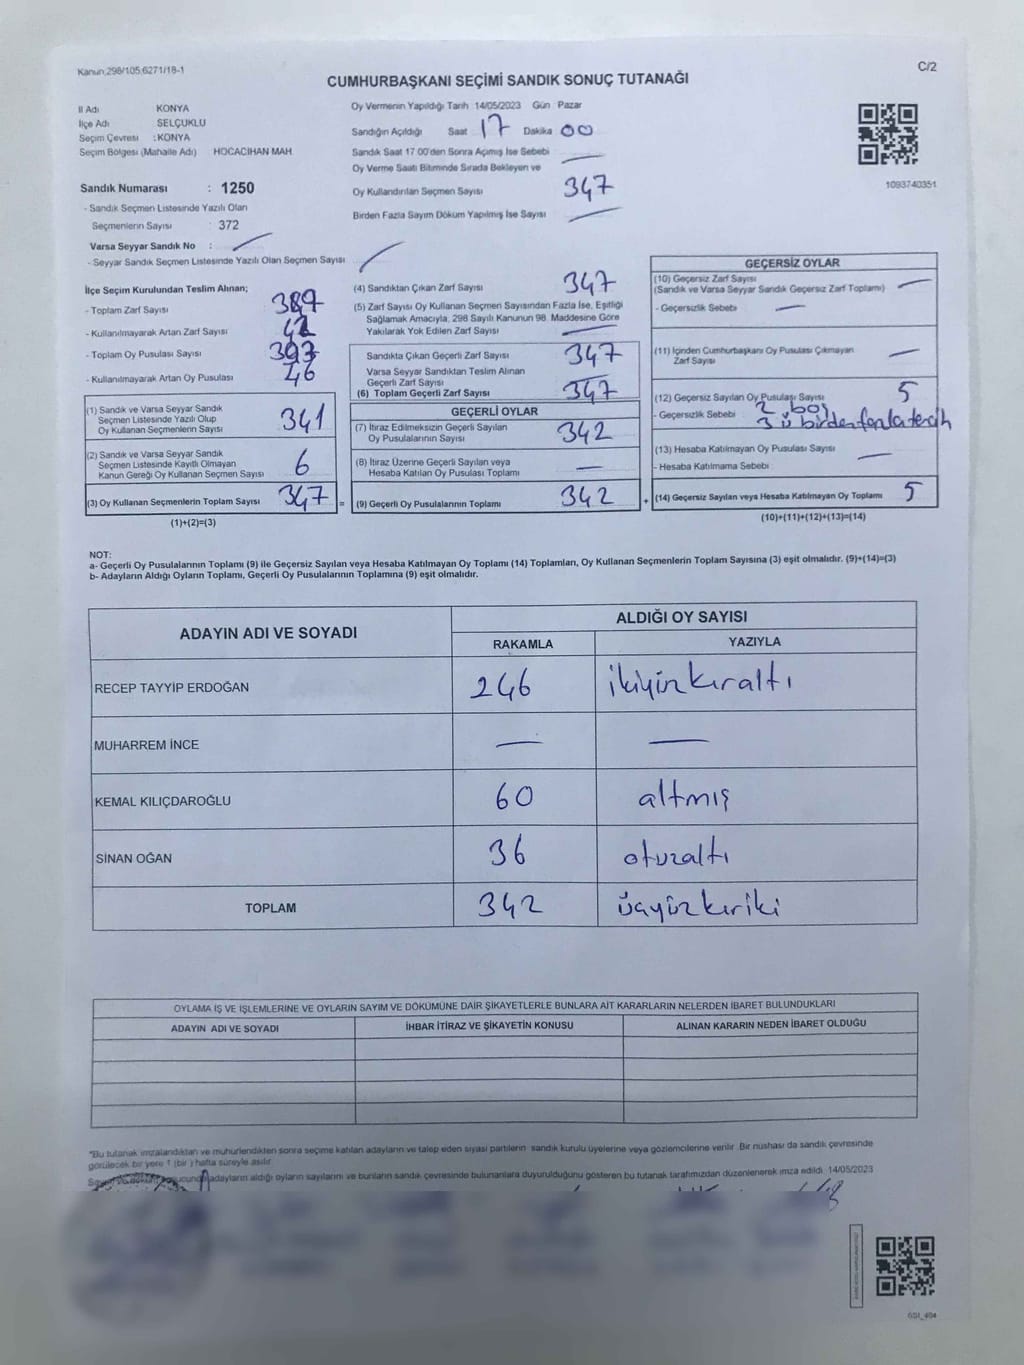 Kanun;298/105,6271/18-1
C/2
CUMHURBAŞKANI SEÇİMİ SANDIK SONUÇ TUTANAĞI
İl Adı KONYA
İlçe Adı SELÇUKLU
Seçim Çevresi :KONYA
Seçim Bölgesi (Mahalle Adı) HOCACİHAN MAH.
Sandık Numarası : 1250
- Sandık Seçmen Listesinde Yazılı Olan
Seçmenlerin Sayısı : 372
Varsa Seyyar Sandık No :
- Seyyar Sandık Seçmen Listesinde Yazılı Olan Seçmen Sayısı
Oy Vermenin Yapıldığı Tarih :14/05/2023 Gün : Pazar
Sandığın Açıldığı Saat 17 Dakika 00
Sandık Saat 17:00'den Sonra Açımış İse Sebebi
Oy Verme Saati Bitiminde Sırada Bekleyen ve
Oy Kullandırılan Seçmen Sayısı 347
Birden Fazla Sayım Döküm Yapılmış İse Sayısı
1093740351
İlçe Seçim Kurulundan Teslim Alınan;
- Toplam Zarf Sayısı 389
- Kullanılmayarak Artan Zarf Sayısı 42
- Toplam Oy Pusulası Sayısı 393
- Kullanılmayarak Artan Oy Pusulası 46
(1) Sandık ve Varsa Seyyar Sandık
Seçmen Listesinde Yazılı Olup
Oy Kullanan Seçmenlerin Sayısı 341
(2) Sandık ve Varsa Seyyar Sandık
Seçmen Listesinde Kayıtlı Olmayan
Kanun Gereği Oy Kullanan Seçmen Sayısı 6
(3) Oy Kullanan Seçmenlerin Toplam Sayısı 347 =
(1)+(2)=(3)
(4) Sandıktan Çıkan Zarf Sayısı 347
(5) Zarf Sayısı Oy Kullanan Seçmen Sayısından Fazla İse, Eşitliği
Sağlamak Amacıyla, 298 Sayılı Kanunun 98. Maddesine Göre
Yakılarak Yok Edilen Zarf Sayısı
Sandıkta Çıkan Geçerli Zarf Sayısı 347
Varsa Seyyar Sandıktan Teslim Alınan
Geçerli Zarf Sayısı
(6) Toplam Geçerli Zarf Sayısı 347
GEÇERLİ OYLAR
(7) İtiraz Edilmeksizin Geçerli Sayılan
Oy Pusulalarının Sayısı 342
(8) İtiraz Üzerine Geçerli Sayılan veya
Hesaba Katılan Oy Pusulası Toplamı
(9) Geçerli Oy Pusulalarının Toplamı 342 +
GEÇERSİZ OYLAR
(10) Geçersiz Zarf Sayısı
(Sandık ve Varsa Seyyar Sandık Geçersiz Zarf Toplamı)
- Geçersizlik Sebebi
(11) İçinden Cumhurbaşkanı Oy Pusulası Çıkmayan
Zarf Sayısı
(12) Geçersiz Sayılan Oy Pusulası Sayısı 5
- Geçersizlik Sebebi 2 boş
3 ü birden fazla tercih
(13) Hesaba Katılmayan Oy Pusulası Sayısı
- Hesaba Katılmama Sebebi
(14) Geçersiz Sayılan veya Hesaba Katılmayan Oy Toplamı 5
(10)+(11)+(12)+(13)=(14)
NOT:
a- Geçerli Oy Pusulalarının Toplamı (9) ile Geçersiz Sayılan veya Hesaba Katılmayan Oy Toplamı (14) Toplamları, Oy Kullanan Seçmenlerin Toplam Sayısına (3) eşit olmalıdır. (9)+(14)=(3)
b- Adayların Aldığı Oyların Toplamı, Geçerli Oy Pusulalarının Toplamına (9) eşit olmalıdır.
ADAYIN ADI VE SOYADI
ALDIĞI OY SAYISI
RAKAMLA YAZIYLA
RECEP TAYYİP ERDOĞAN 246 ikiyüzkıraltı
MUHARREM İNCE
KEMAL KILIÇDAROĞLU 60 altmış
SİNAN OĞAN 36 otuzaltı
TOPLAM 342 üçyüzkıriki
OYLAMA İŞ VE İŞLEMLERİNE VE OYLARIN SAYIM VE DÖKÜMÜNE DAİR ŞİKAYETLERLE BUNLARA AİT KARARLARIN NELERDEN İBARET BULUNDUKLARI
ADAYIN ADI VE SOYADI İHBAR İTİRAZ VE ŞİKAYETİN KONUSU ALINAN KARARIN NEDEN İBARET OLDUĞU
*Bu tutanak imzalandıktan ve mühürlendikten sonra seçime katılan adayların ve talep eden siyasi partilerin sandık kurulu üyelerine veya gözlemcilerine verilir. Bir nüshası da sandık çevresinde
görülecek bir yere 1 (bir ) hafta süreyle asılır.
adayların aldığı oyların sayılarını ve bunların sandık çevresinde bulunanlara duyurulduğunu gösteren bu tutanak tarafımızdan düzenlenerek imza edildi. 14/05/2023